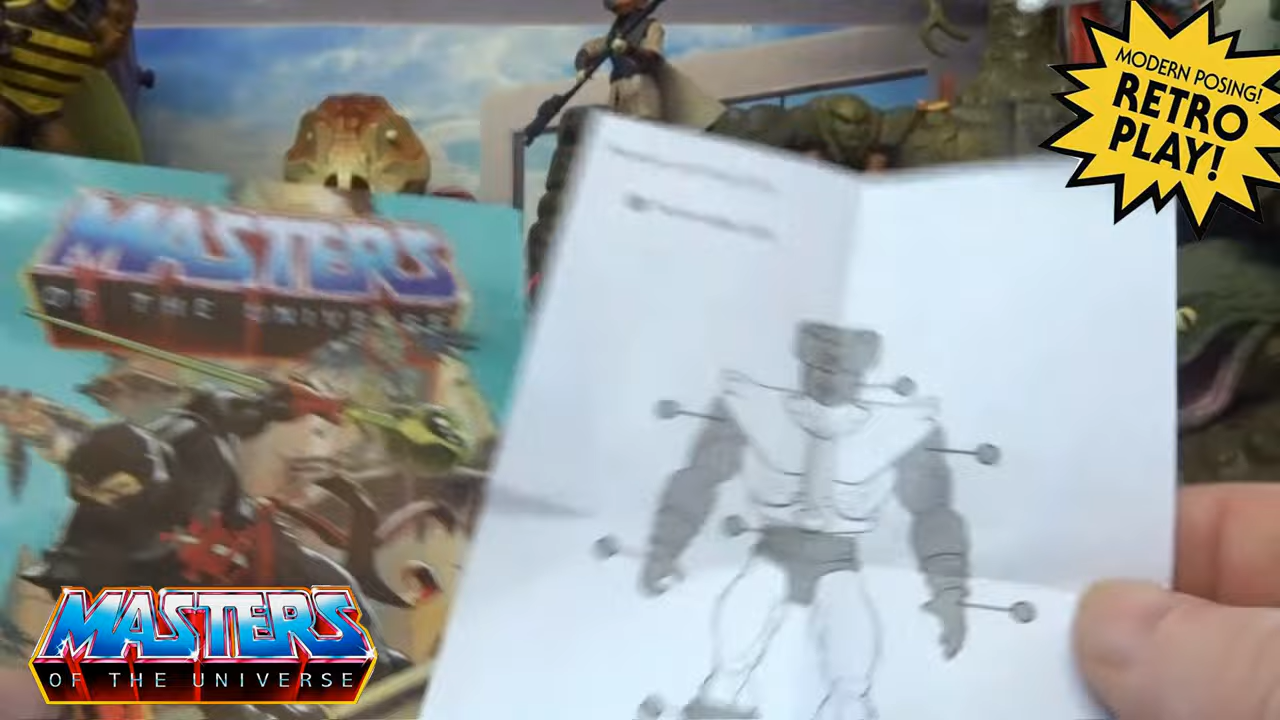 MODERN POSING!
RETRO
PLAY!
MASTERS
OF THE UNIVERSE
MASTERS
OF THE UNIVERSE